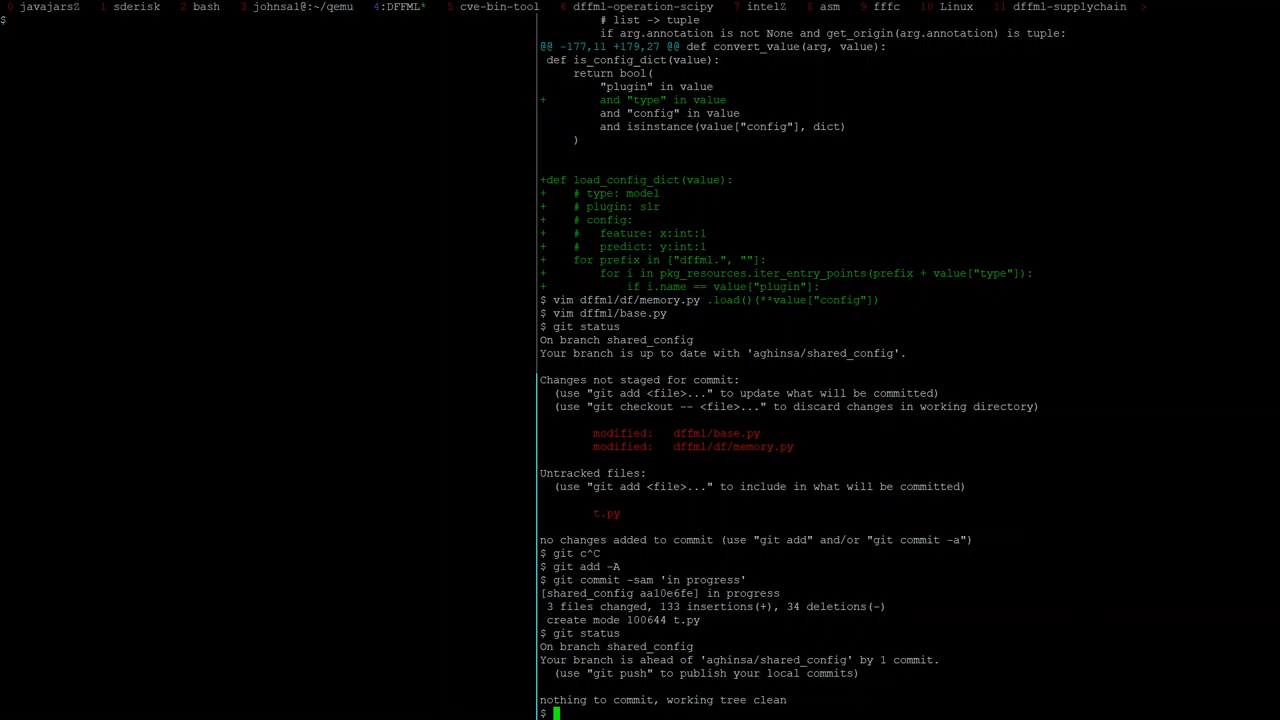 0 javajarsZ  1 sderisk  2 bash  3 johnsal@:~/qemu  4:DFFML*  5 cve-bin-tool  6 dffml-operation-scipy  7 intelZ  8 asm  9 fffc  10 Linux  11 dffml-supplychain  >
$
# list -> tuple
if arg.annotation is not None and get_origin(arg.annotation) is tuple:
@@ -177,11 +179,27 @@ def convert_value(arg, value):
def is_config_dict(value):
return bool(
"plugin" in value
+ and "type" in value
and "config" in value
and isinstance(value["config"], dict)
)
+def load_config_dict(value):
+ # type: model
+ # plugin: slr
+ # config:
+ # feature: x:int:1
+ # predict: y:int:1
+ for prefix in ["dffml.", ""]:
+ for i in pkg_resources.iter_entry_points(prefix + value["type"]):
+ if i.name == value["plugin"]:
$ vim dffml/df/memory.py .load()(**value["config"])
$ vim dffml/base.py
$ git status
On branch shared_config
Your branch is up to date with 'aghinsa/shared_config'.
Changes not staged for commit:
(use "git add <file>..." to update what will be committed)
(use "git checkout -- <file>..." to discard changes in working directory)
modified:   dffml/base.py
modified:   dffml/df/memory.py
Untracked files:
(use "git add <file>..." to include in what will be committed)
t.py
no changes added to commit (use "git add" and/or "git commit -a")
$ git c^C
$ git add -A
$ git commit -sam 'in progress'
[shared_config aa10e6fe] in progress
3 files changed, 133 insertions(+), 34 deletions(-)
create mode 100644 t.py
$ git status
On branch shared_config
Your branch is ahead of 'aghinsa/shared_config' by 1 commit.
(use "git push" to publish your local commits)
nothing to commit, working tree clean
$